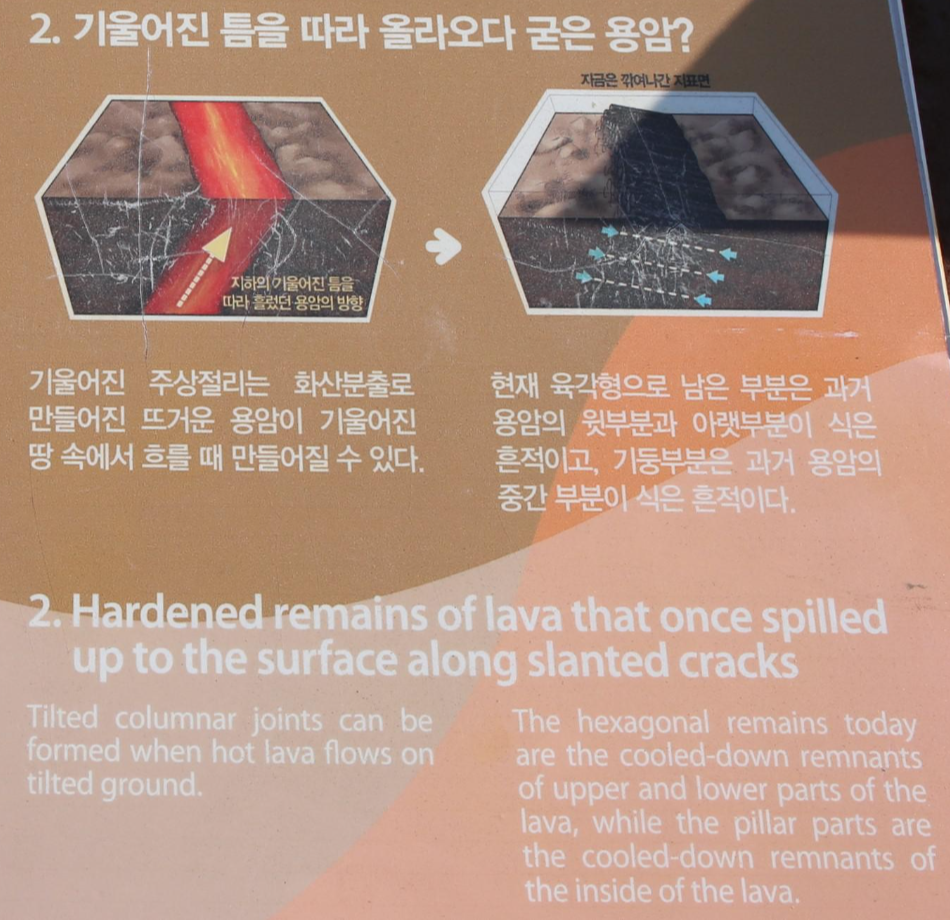 2. 기울어진 틈을 따라 올라오다 굳은 용암?
지금은 깎여나간 지표면
지하의 기울어진 틈을
따라 흘렀던 용암의 방향
기울어진 주상절리는 화산분출로
만들어진 뜨거운 용암이 기울어진
땅 속에서 흐를 때 만들어질 수 있다.
현재 육각형으로 남은 부분은 과거
용암의 윗부분과 아랫부분이 식은
흔적이고, 기둥부분은 과거 용암의
중간 부분이 식은 흔적이다.
2. Hardened remains of lava that once spilled
up to the surface along slanted cracks
Tilted columnar joints can be
formed when hot lava flows on
tilted ground.
The hexagonal remains today
are the cooled-down remnants
of upper and lower parts of the
lava, while the pillar parts are
the cooled-down remnants of
the inside of the lava.